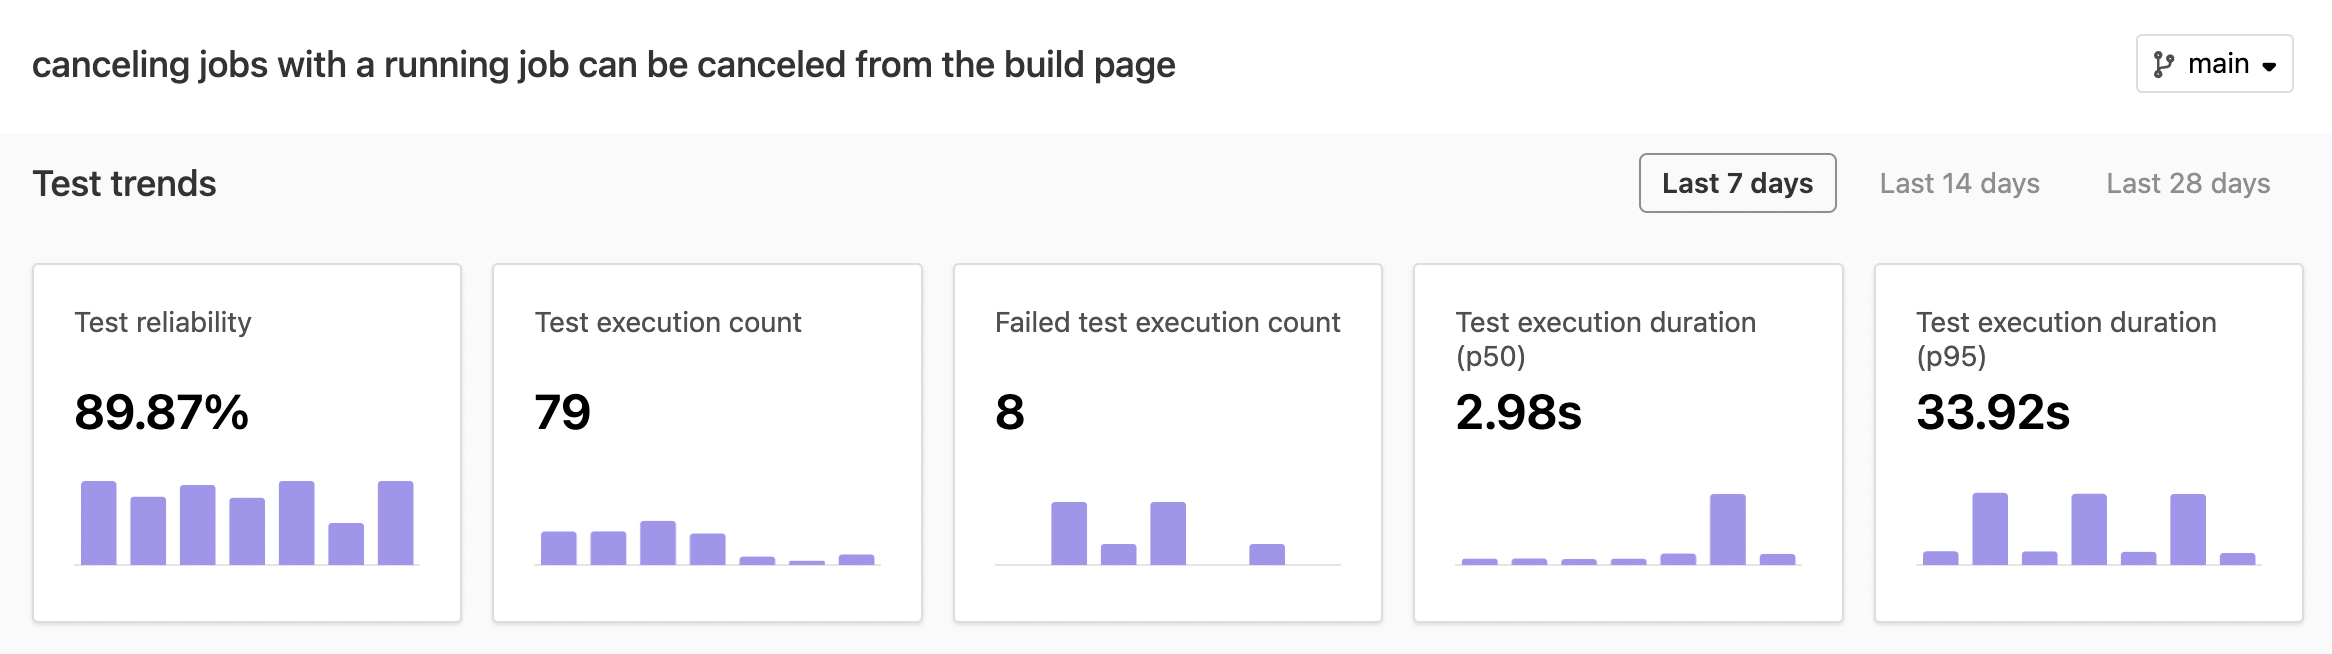 canceling jobs with a running job can be canceled from the build page
main
Test trends
Last 7 days
Last 14 days
Last 28 days
Test reliability
89.87%
Test execution count
79
Failed test execution count
8
Test execution duration
(p50)
2.98s
Test execution duration
(p95)
33.92s